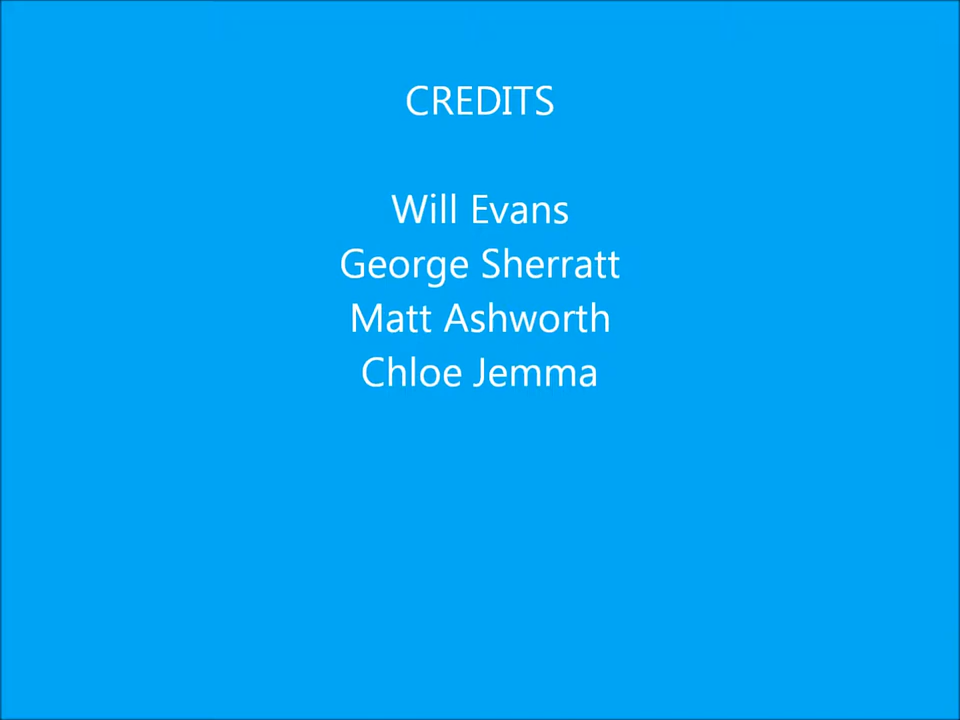 CREDITS
Will Evans
George Sherratt
Matt Ashworth
Chloe Jemma